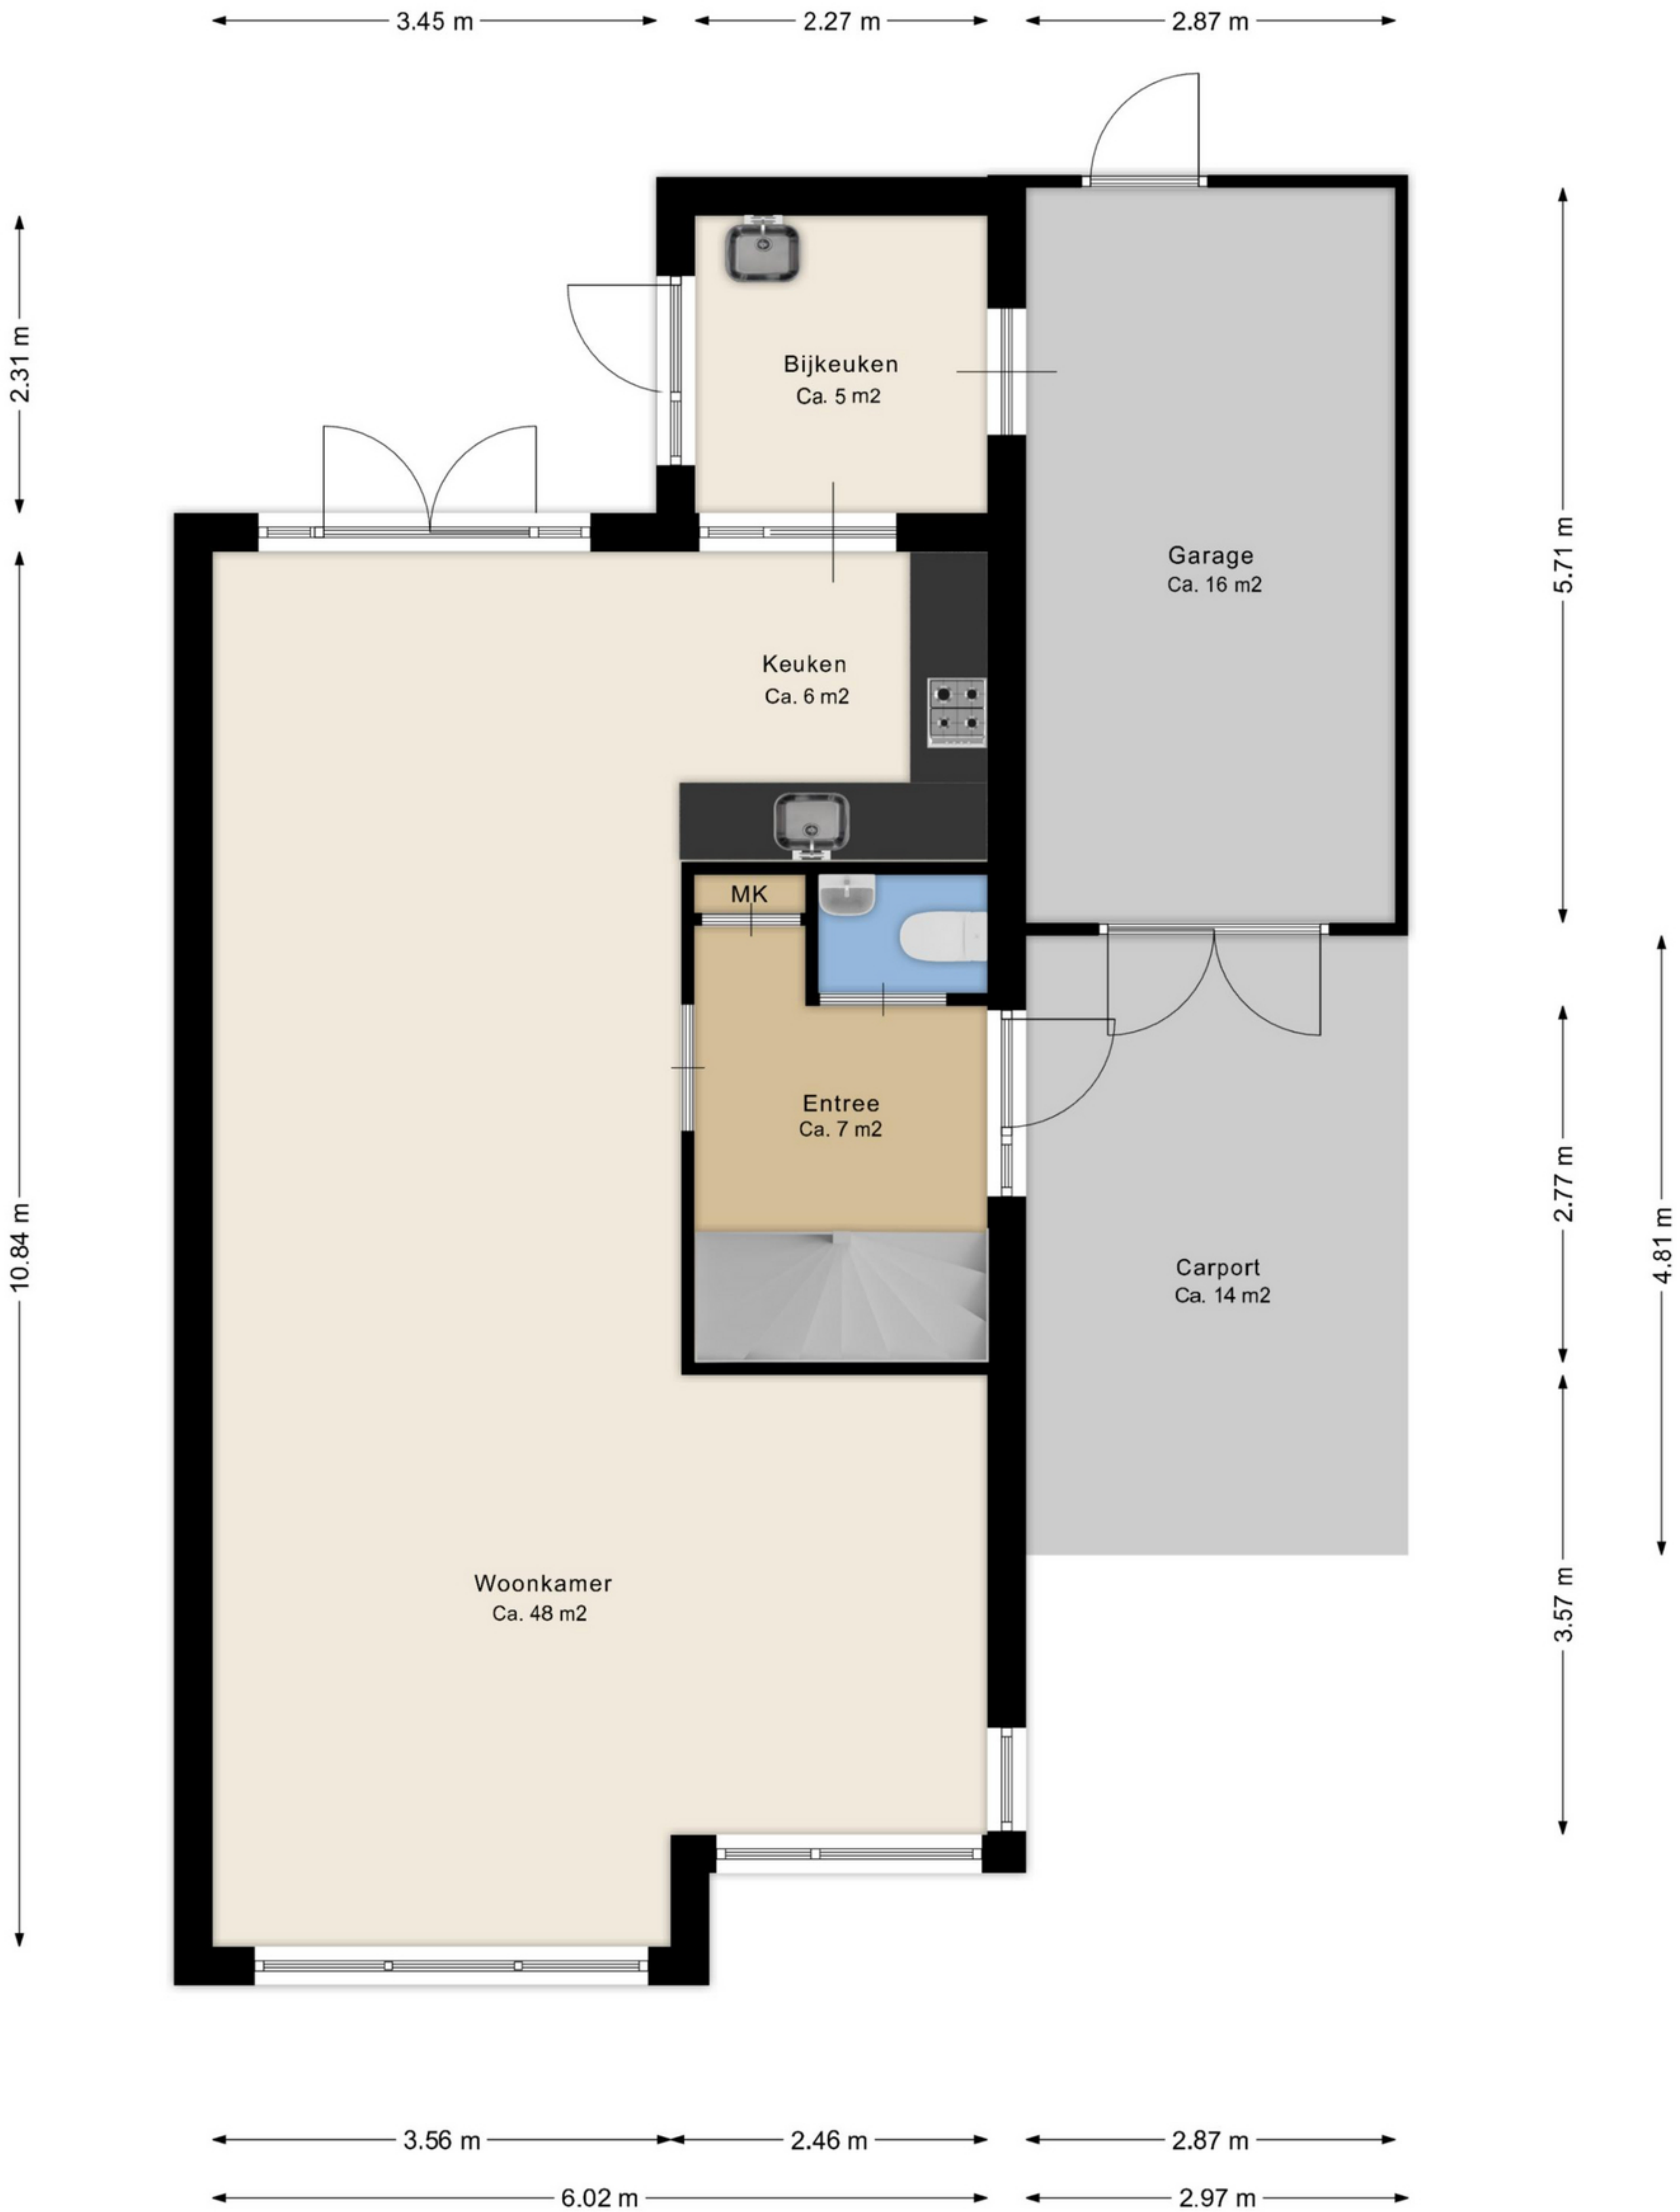 3.45 m
2.27 m
2.87 m
2.31 m
Bijkeuken
Ca. 5 m2
Garage
Ca. 16 m2
5.71 m
Keuken
Ca. 6 m2
MK
Entree
Ca. 7 m2
2.77 m
10.84 m
4.81 m
Carport
Ca. 14 m2
Woonkamer
Ca. 48 m2
3.57 m
3.56 m
2.46 m
2.87 m
6.02 m
2.97 m